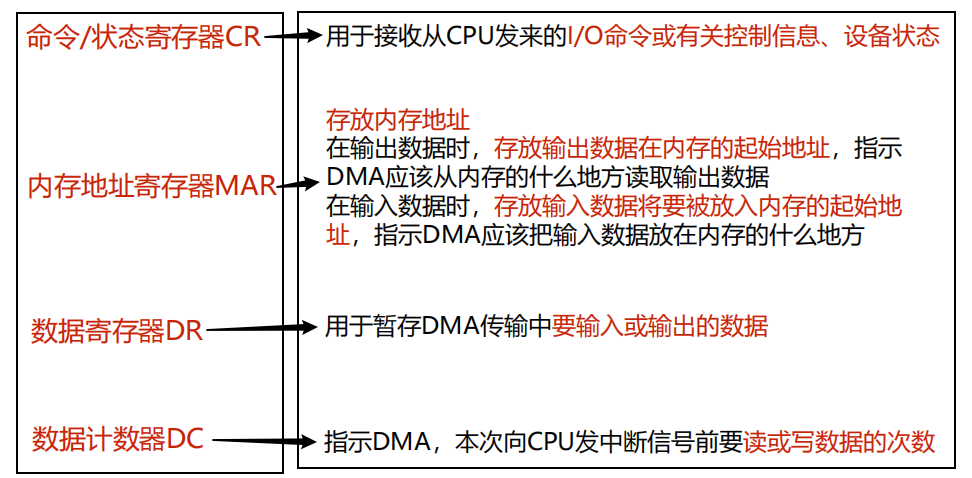 命令/状态寄存器CR
用于接收从CPU发来的I/O命令或有关控制信息、设备状态
内存地址寄存器MAR
存放内存地址
在输出数据时，存放输出数据在内存的起始地址，指示
DMA应该从内存的什么地方读取输出数据
在输入数据时，存放输入数据将要被放入内存的起始地
址，指示DMA应该把输入数据放在内存的什么地方
数据寄存器DR
用于暂存DMA传输中要输入或输出的数据
数据计数器DC
指示DMA，本次向CPU发中断信号前要读或写数据的次数